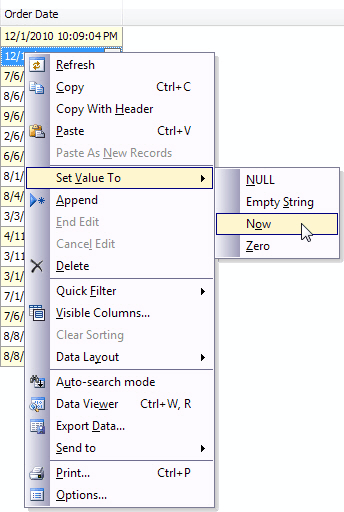 Order Date
12/1/2010 10:09:04 PM
12/1
7/6/
8/6/
7/6/
2/6/
6/6/
8/1/
8/4/
3/3/
4/11
3/1/
7/1/
7/6/
8/8/
8/8/
Refresh
Copy Ctrl+C
Copy With Header
Paste Ctrl+V
Paste As New Records
Set Value To
Append
End Edit
Cancel Edit
Delete
Quick Filter
Visible Columns...
Clear Sorting
Data Layout
Auto-search mode
Data Viewer Ctrl+W, R
Export Data...
Send to
Print... Ctrl+P
Options...
NULL
Empty String
Now
Zero